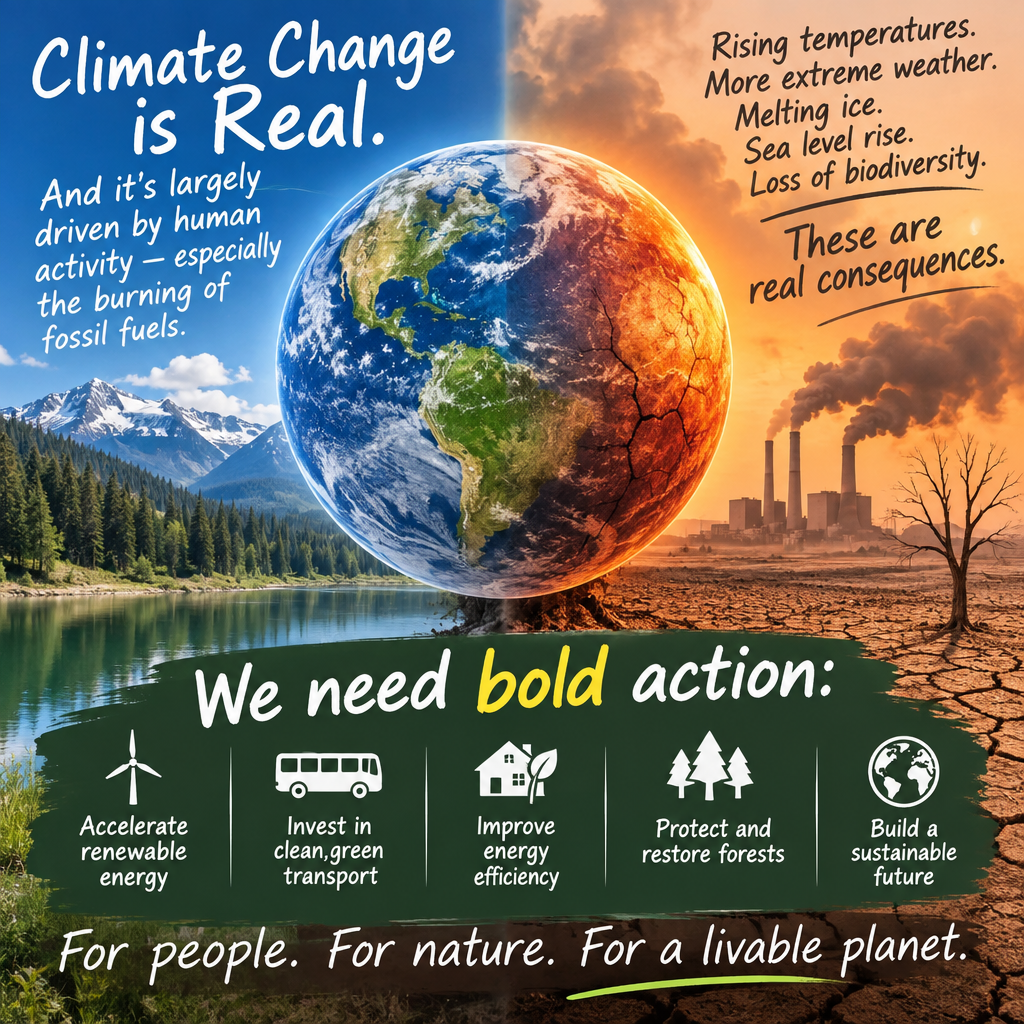 Climate Change
is Real.
And it's largely
driven by human
activity — especially
the burning of
fossil fuels.
Rising temperatures.
More extreme weather.
Melting ice.
Sea level rise.
Loss of biodiversity.
These are
real consequences.
We need bold action:
Accelerate
renewable
energy
Invest in
clean,green
transport
Improve
energy
efficiency
Protect and
restore forests
Build a
sustainable
future
For people. For nature. For a livable planet.